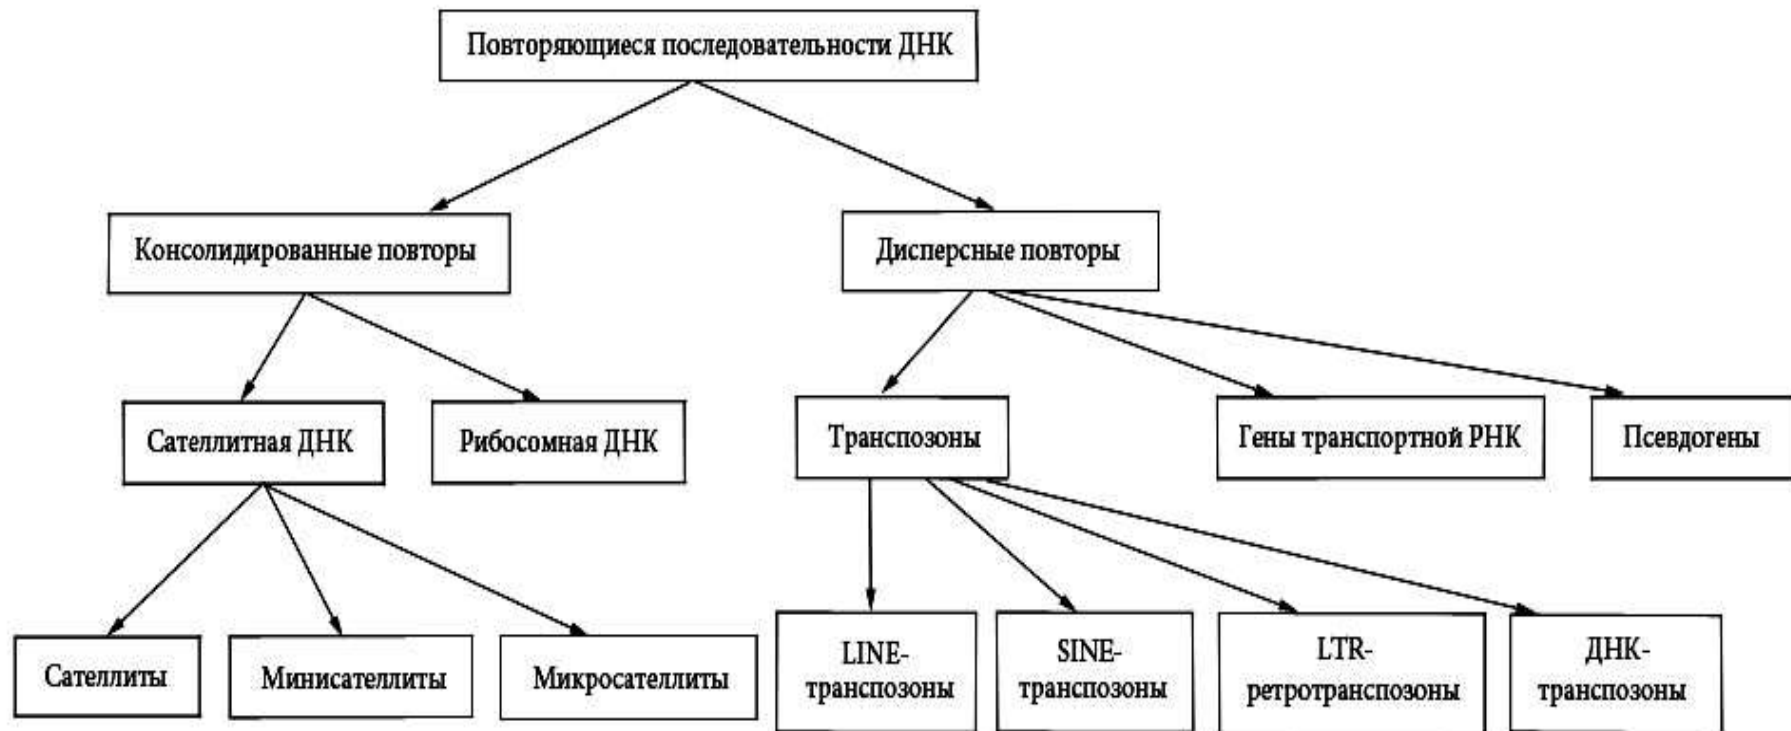 Повторяющиеся последовательности ДНК
Консолидированные повторы
Дисперсные повторы
Сателлитная ДНК
Рибосомная ДНК
Транспозоны
Гены транспортной РНК
Псевдогены
Сателлиты
Минисателлиты
Микросателлиты
LINE-
транспозоны
SINE-
транспозоны
LTR-
ретротранспозоны
ДНК-
транспозоны